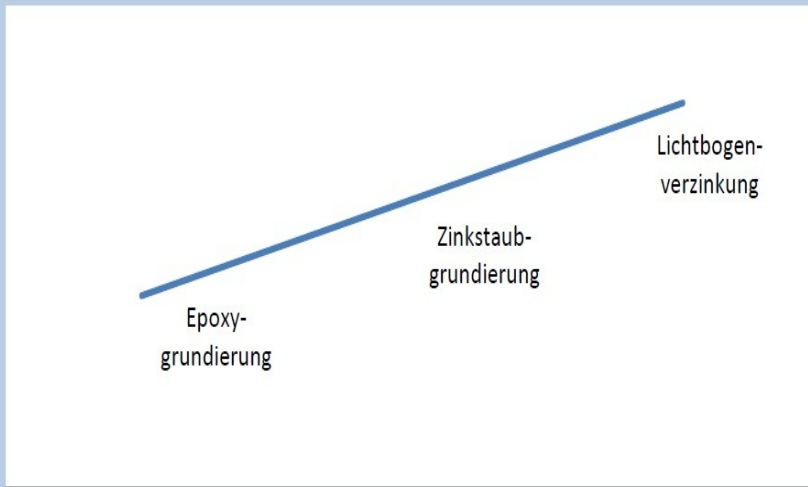 Lichtbogen-
verzinkung
Zinkstaub-
grundierung
Epoxy-
grundierung